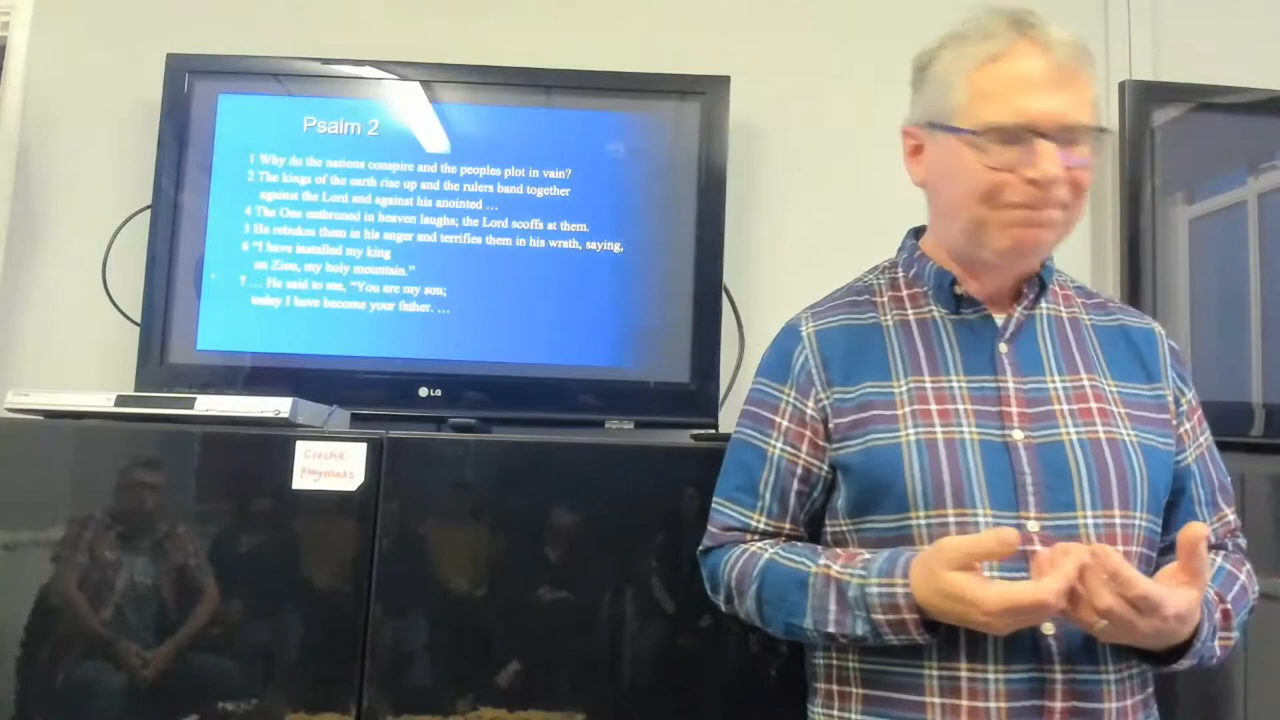 Psalm 2
1 Why do the nations conspire and the peoples plot in vain?
2 The kings of the earth rise up and the rulers band together
against the Lord and against his anointed ...
4 The One enthroned in heaven laughs; the Lord scoffs at them.
5 He rebukes them in his anger and terrifies them in his wrath, saying,
6 "I have installed my king
on Zion, my holy mountain."
7 ... He said to me, "You are my son;
today I have become your father. ...
LG
Creche
Playmats